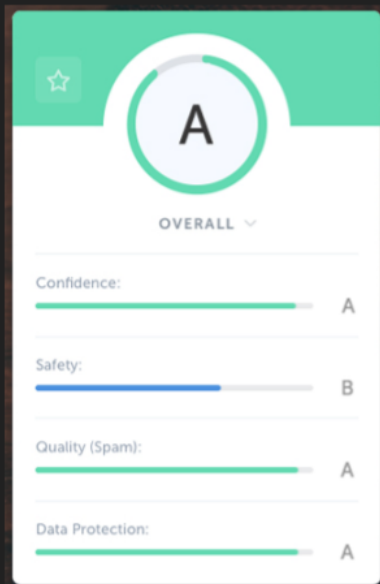 A
OVERALL
Confidence:
A
Safety:
B
Quality (Spam):
A
Data Protection:
A